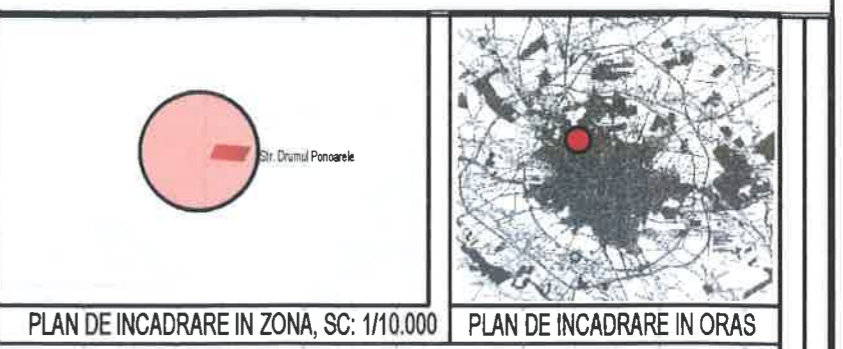 Str. Drumul Ponoarele
PLAN DE INCADRARE IN ZONA, SC: 1/10.000
PLAN DE INCADRARE IN ORAS